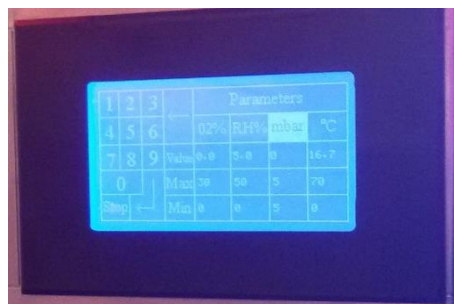 1 2 3 ← Parameters
4 5 6 02% RH% mbar °C
7 8 9 Value 0-0 5-0 0 16-7
0 Max 30 50 5 70
Stop ↵ Min 0 0 5 0